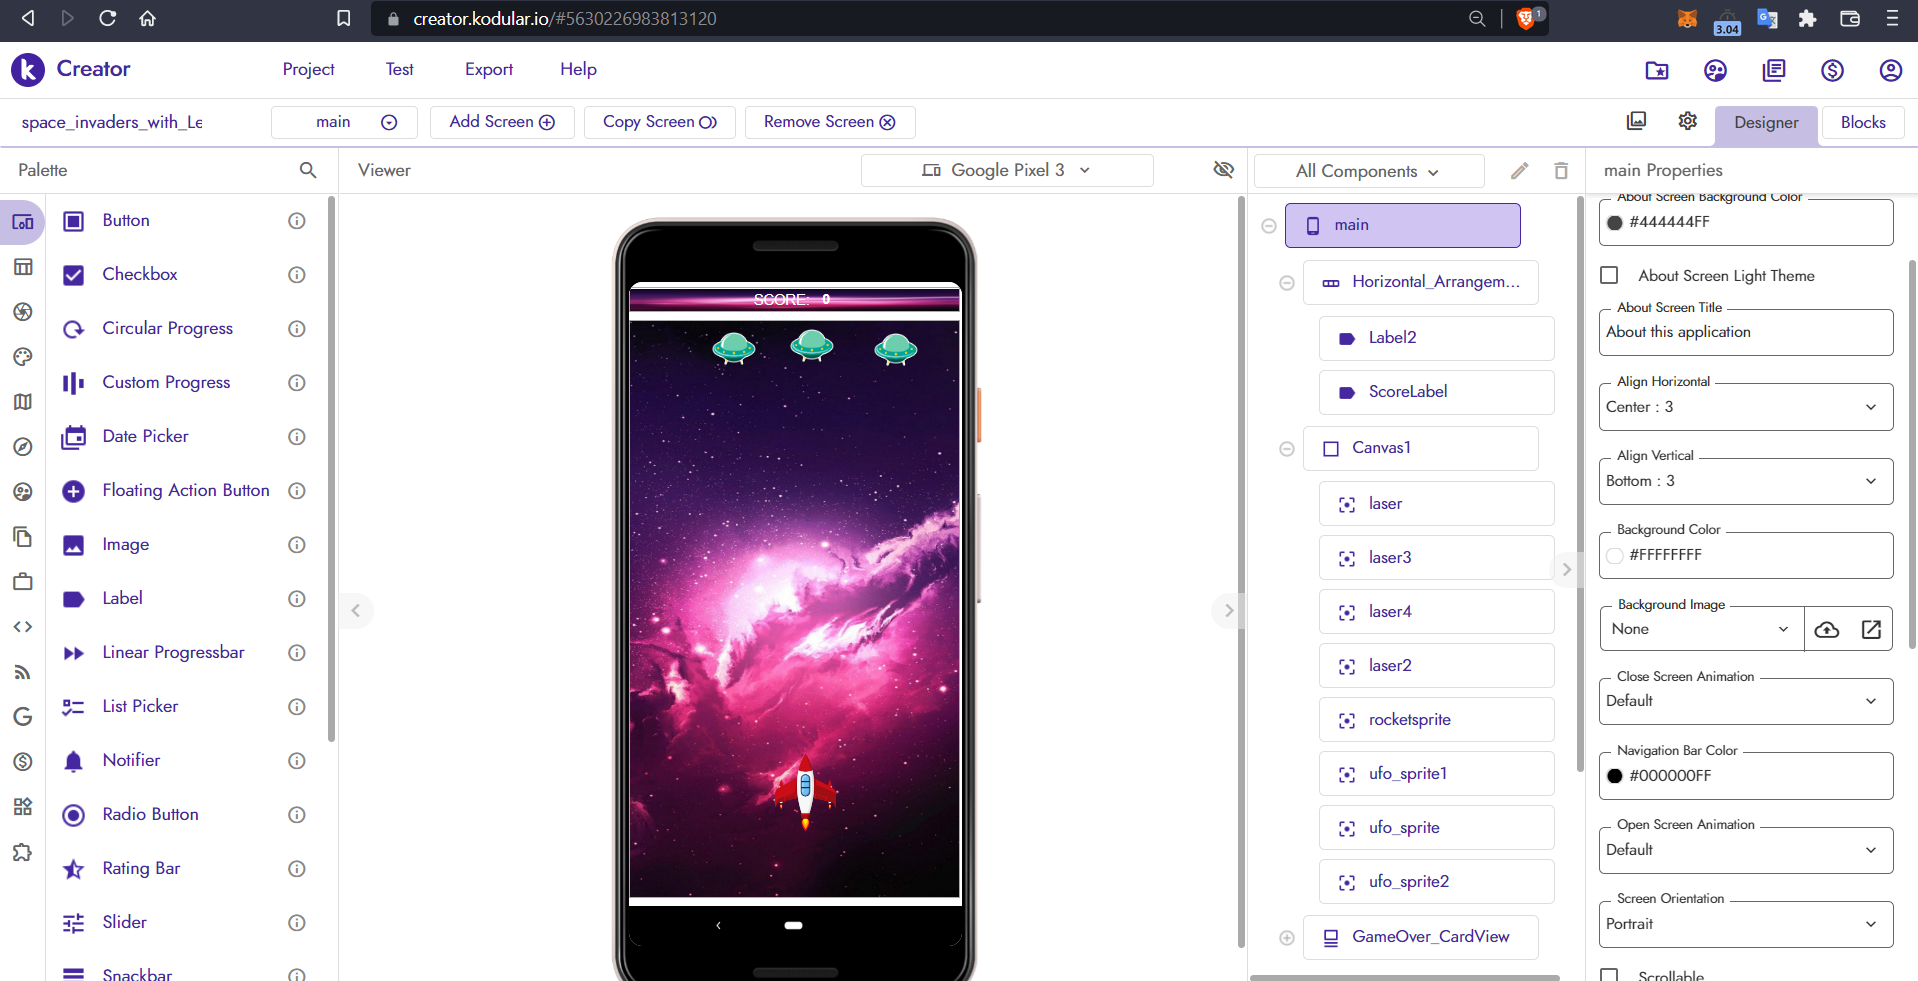 creator.kodular.io/#5630226983813120
1
3.04
Creator
Project
Test
Export
Help
space_invaders_with_Le
main
Add Screen
Copy Screen
Remove Screen
Designer
Blocks
Palette
Viewer
Google Pixel 3
All Components
main Properties
Button
Checkbox
Circular Progress
Custom Progress
Date Picker
Floating Action Button
Image
Label
Linear Progressbar
List Picker
Notifier
Radio Button
Rating Bar
Slider
Snackbar
SCORE: 0
main
Horizontal_Arrangem...
Label2
ScoreLabel
Canvas1
laser
laser3
laser4
laser2
rocketsprite
ufo_sprite1
ufo_sprite
ufo_sprite2
GameOver_CardView
About Screen Background Color
#444444FF
About Screen Light Theme
About Screen Title
About this application
Align Horizontal
Center : 3
Align Vertical
Bottom : 3
Background Color
#FFFFFFFF
Background Image
None
Close Screen Animation
Default
Navigation Bar Color
#000000FF
Open Screen Animation
Default
Screen Orientation
Portrait
Scrollable